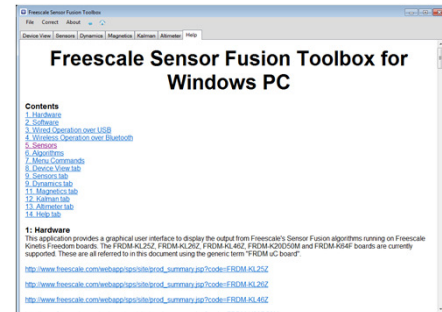 Freescale Sensor Fusion Toolbox
File Connect About
Device View Sensors Dynamics Magnetics Kalman Altimeter Help
Freescale Sensor Fusion Toolbox for
Windows PC
Contents
1. Hardware
2. Software
3. Wired Operation over USB
4. Wireless Operation over Bluetooth
5. Sensors
6. Algorithms
7. Menu Commands
8. Device View tab
9. Sensors tab
9. Dynamics tab
11. Magnetics tab
12. Kalman tab
13. Altimeter tab
14. Help tab
1: Hardware
This application provides a graphical user interface to display the output from Freescale's Sensor Fusion algorithms running on Freescale
Kinetis Freedom boards. The FRDM-KL25Z, FRDM-KL26Z, FRDM-KL46Z, FRDM-K20D50M and FRDM-K64F boards are currently
supported. These are all referred to in this document using the generic term "FRDM uC board".
http://www.freescale.com/webapp/sps/site/prod_summary.jsp?code=FRDM-KL25Z
http://www.freescale.com/webapp/sps/site/prod_summary.jsp?code=FRDM-KL26Z
http://www.freescale.com/webapp/sps/site/prod_summary.jsp?code=FRDM-KL46Z